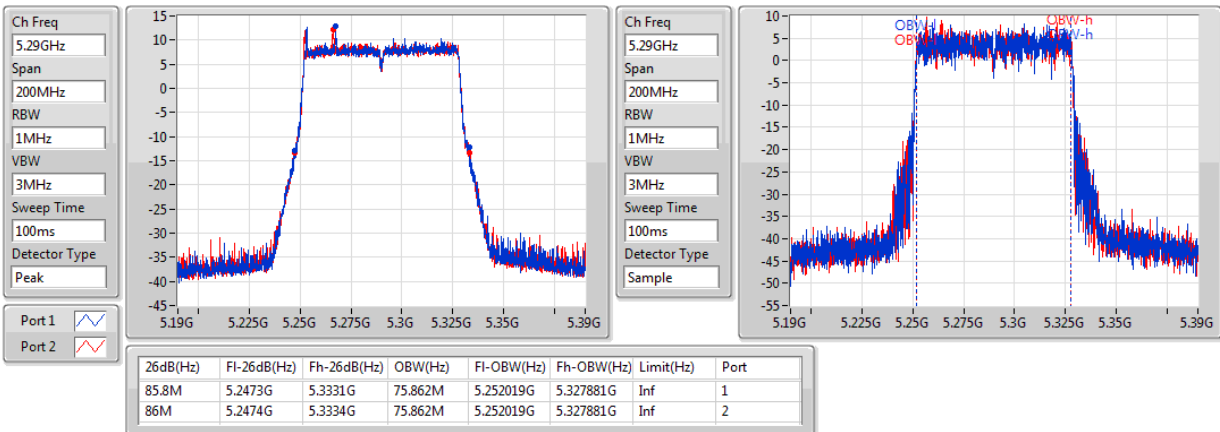 Ch Freq
5.29GHz
Span
200MHz
RBW
1MHz
VBW
3MHz
Sweep Time
100ms
Detector Type
Peak
Port 1
Port 2
15
10
5
0
-5
-10
-15
-20
-25
-30
-35
-40
-45
5.19G 5.225G 5.25G 5.275G 5.3G 5.325G 5.35G 5.39G
Ch Freq
5.29GHz
Span
200MHz
RBW
1MHz
VBW
3MHz
Sweep Time
100ms
Detector Type
Sample
10
5
0
-5
-10
-15
-20
-25
-30
-35
-40
-45
-50
-55
OBW-h
OBW-h
5.19G 5.225G 5.25G 5.275G 5.3G 5.325G 5.35G 5.39G
26dB(Hz) Fl-26dB(Hz) Fh-26dB(Hz) OBW(Hz) Fl-OBW(Hz) Fh-OBW(Hz) Limit(Hz) Port
85.8M 5.2473G 5.3331G 75.862M 5.252019G 5.327881G Inf 1
86M 5.2474G 5.3334G 75.862M 5.252019G 5.327881G Inf 2